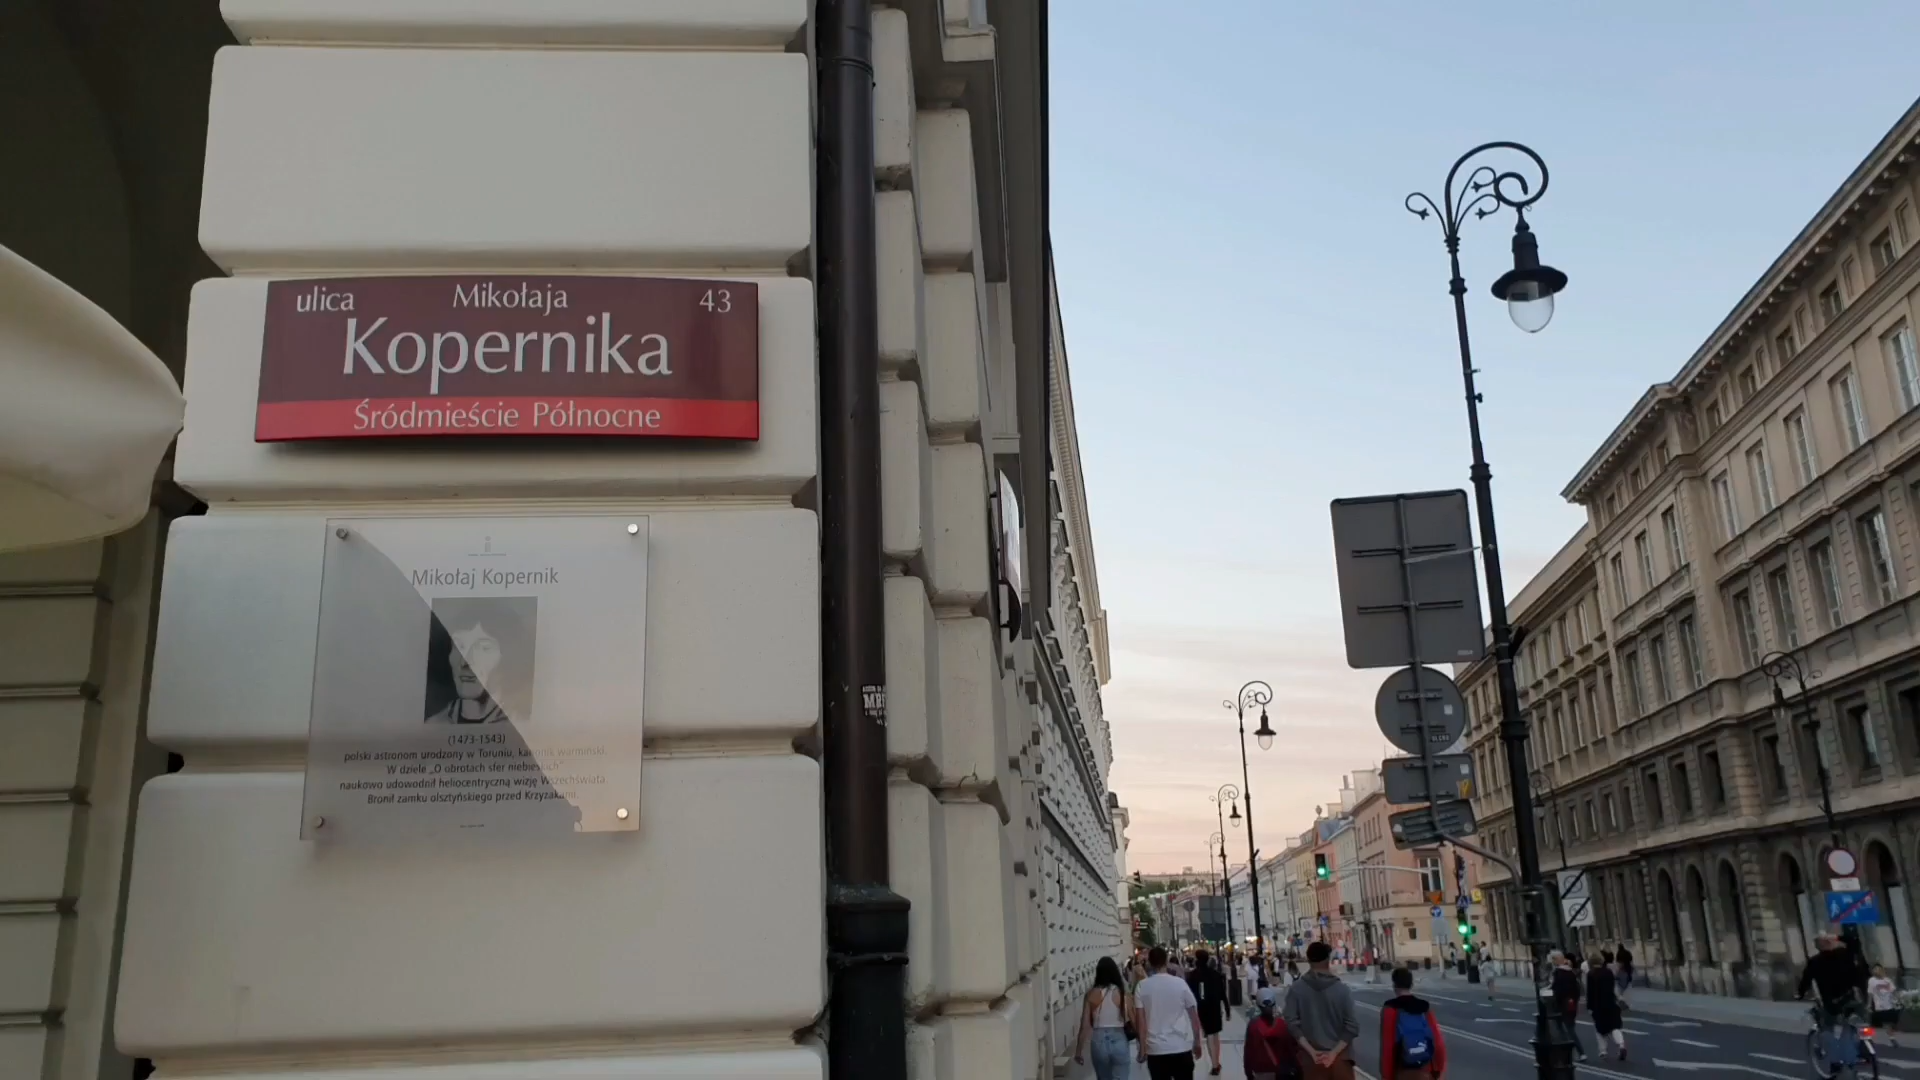 ulica Mikołaja 43
Kopernika
Śródmieście Północne
Mikołaj Kopernik
(1473-1543)
polski astronom urodzony w Toruniu, kanonik warmiński.
W dziele „O obrotach sfer niebieskich”
naukowo udowodnił heliocentryczną wizję Wszechświata.
Bronił zamku olsztyńskiego przed Krzyżakami.